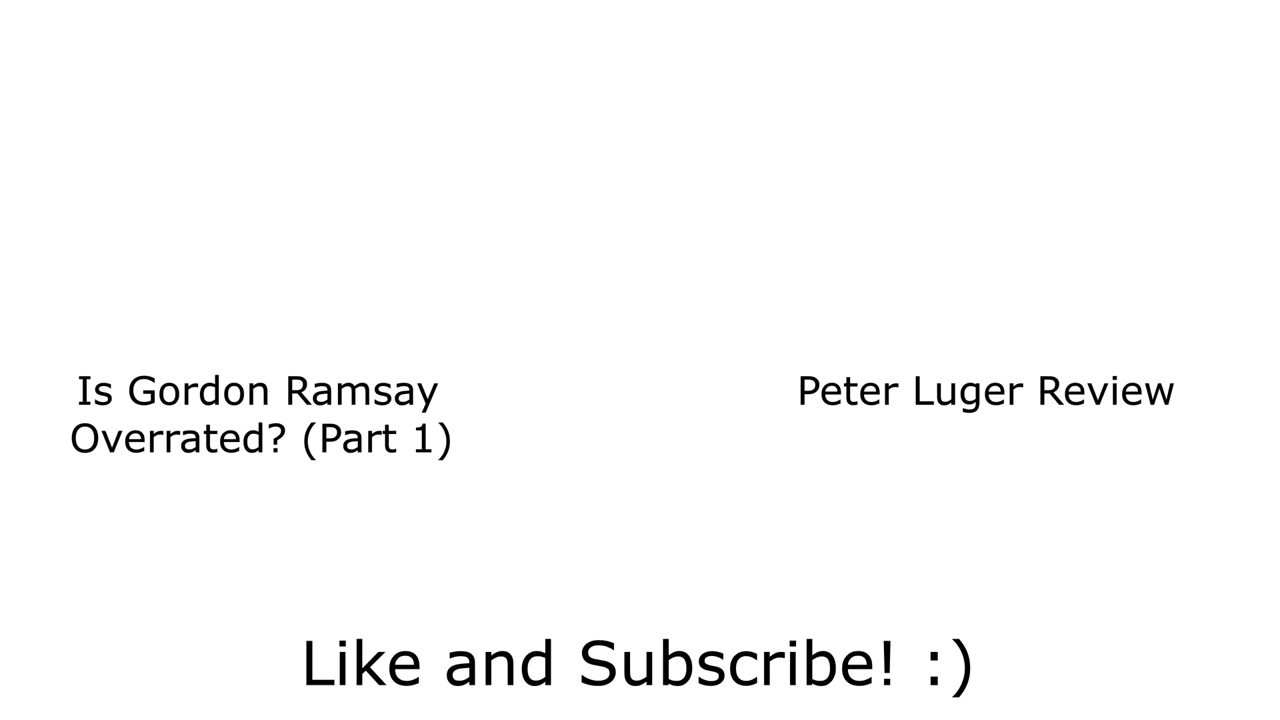 Is Gordon Ramsay
Overrated? (Part 1)
Peter Luger Review
Like and Subscribe! :)